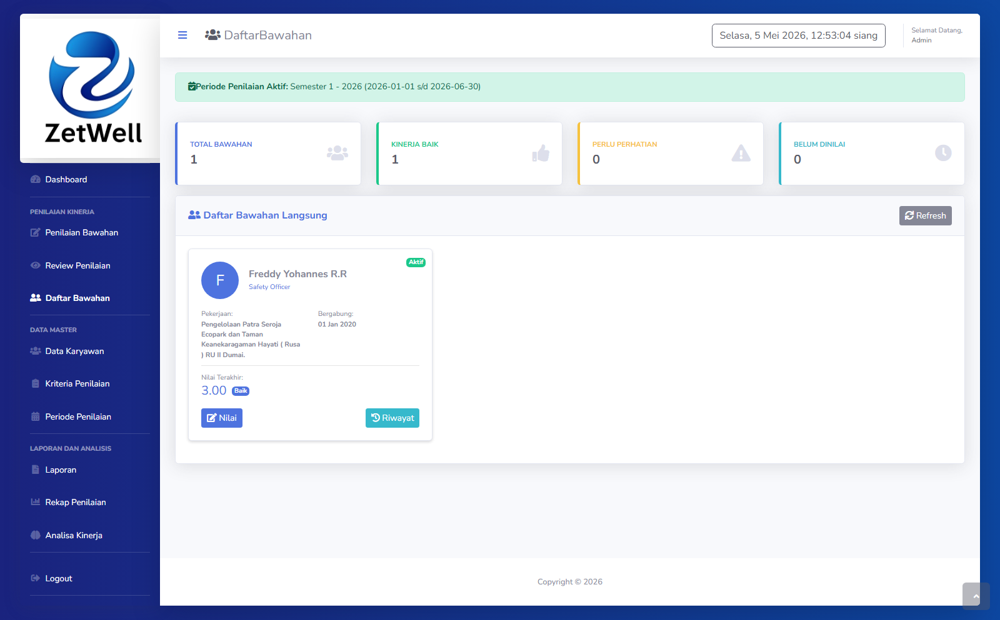 ZetWell
Dashboard
PENILAIAN KINERJA
Penilaian Bawahan
Review Penilaian
Daftar Bawahan
DATA MASTER
Data Karyawan
Kriteria Penilaian
Periode Penilaian
LAPORAN DAN ANALISIS
Laporan
Rekap Penilaian
Analisa Kinerja
Logout
DaftarBawahan
Selasa, 5 Mei 2026, 12:53:04 siang
Selamat Datang,
Admin
Periode Penilaian Aktif: Semester 1 - 2026 (2026-01-01 s/d 2026-06-30)
TOTAL BAWAHAN
1
KINERJA BAIK
1
PERLU PERHATIAN
0
BELUM DINILAI
0
Daftar Bawahan Langsung
Refresh
Aktif
F
Freddy Yohannes R.R
Safety Officer
Pekerjaan:
Pengelolaan Patra Seroja
Ecopark dan Taman
Keanekaragaman Hayati ( Rusa
) RU II Dumai.
Bergabung:
01 Jan 2020
Nilai Terakhir:
3.00 Baik
Nilai
Riwayat
Copyright © 2026